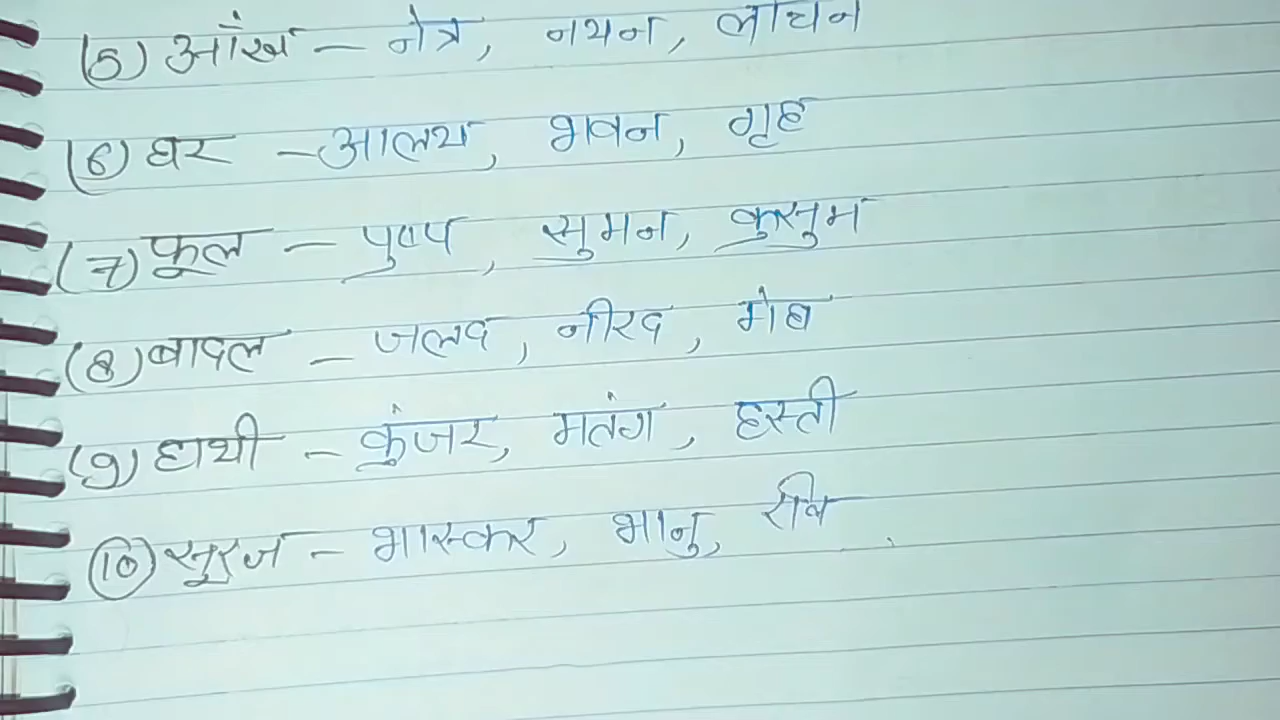 (5) आँख - नेत्र, नयन, लोचन
(6) घर - आलय, भवन, गृह
(7) फूल - पुष्प, सुमन, कुसुम
(8) बादल - जलद, नीरद, मेघ
(9) हाथी - कुंजर, मतंग, हस्ती
(10) सूरज - भास्कर, भानु, रवि